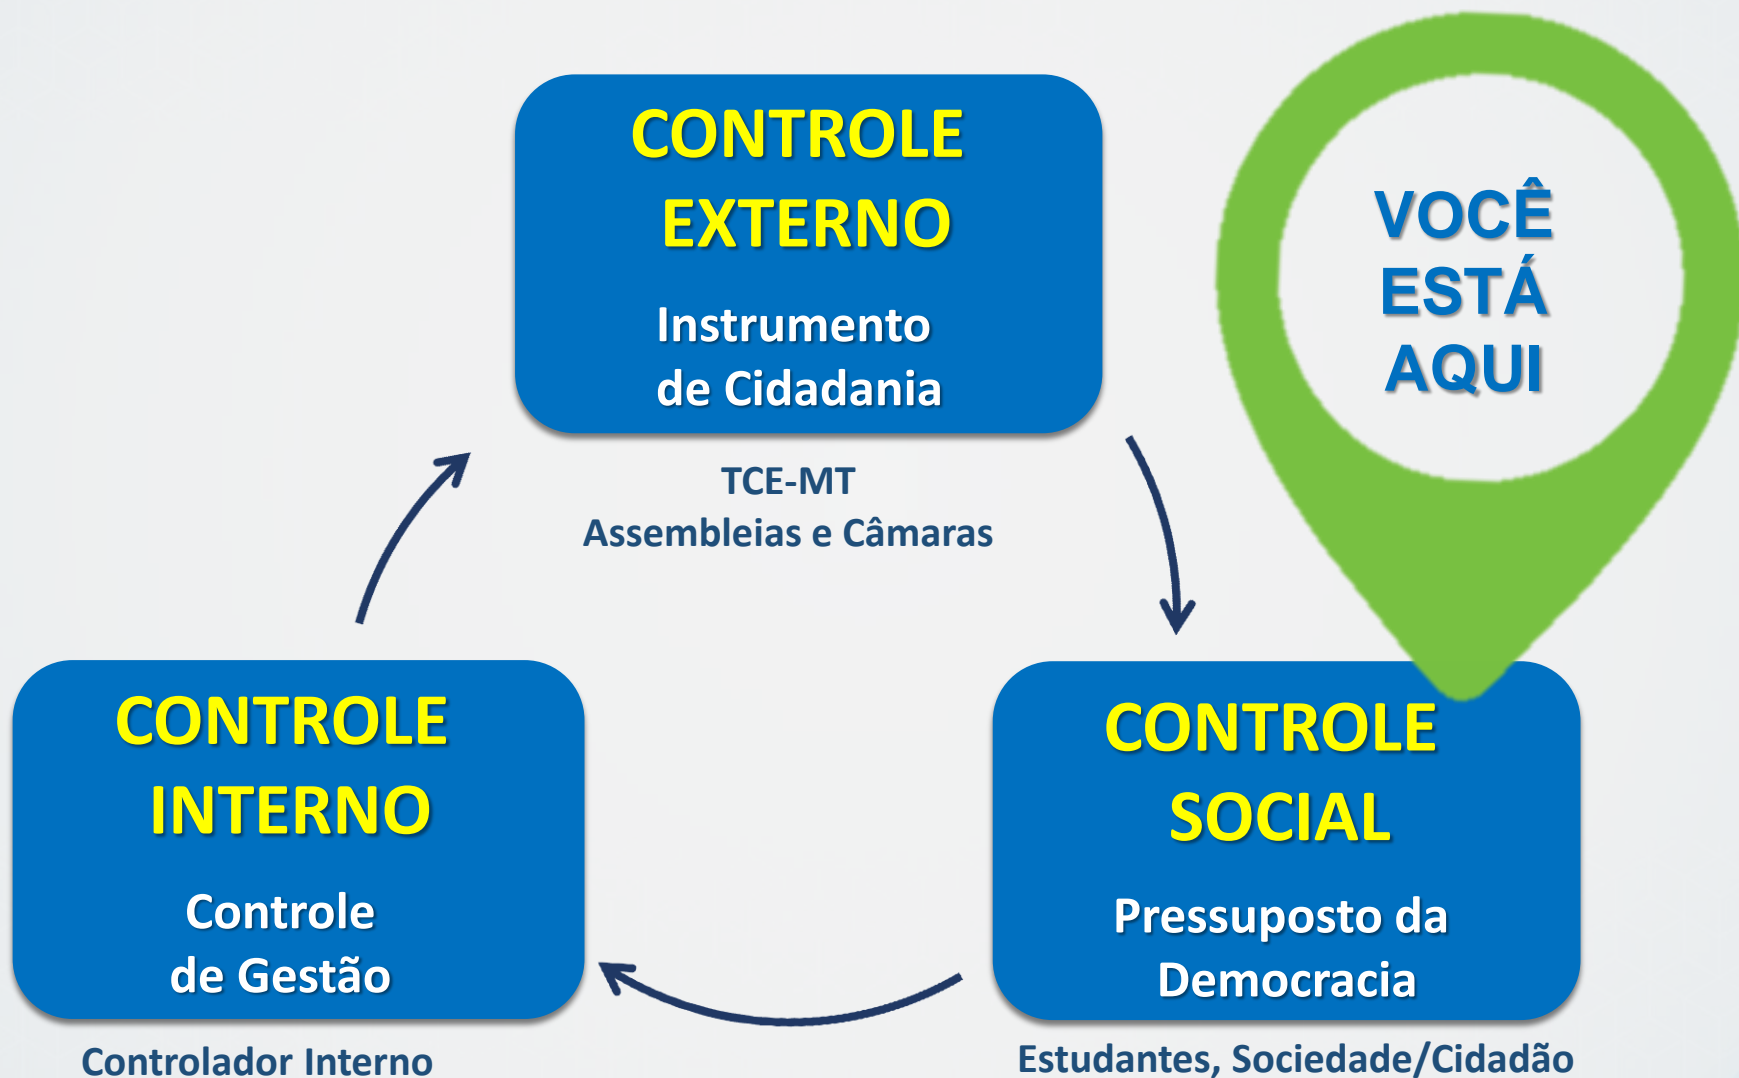 CONTROLE
EXTERNO
Instrumento
de Cidadania
TCE-MT
Assembleias e Câmaras
VOCÊ
ESTÁ
AQUI
CONTROLE
INTERNO
Controle
de Gestão
Controlador Interno
CONTROLE
SOCIAL
Pressuposto da
Democracia
Estudantes, Sociedade/Cidadão